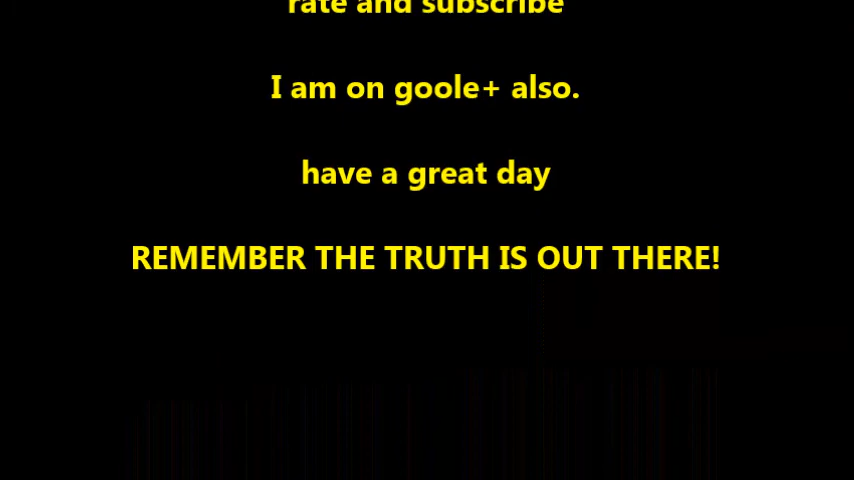 rate and subscribe
I am on goole+ also.
have a great day
REMEMBER THE TRUTH IS OUT THERE!